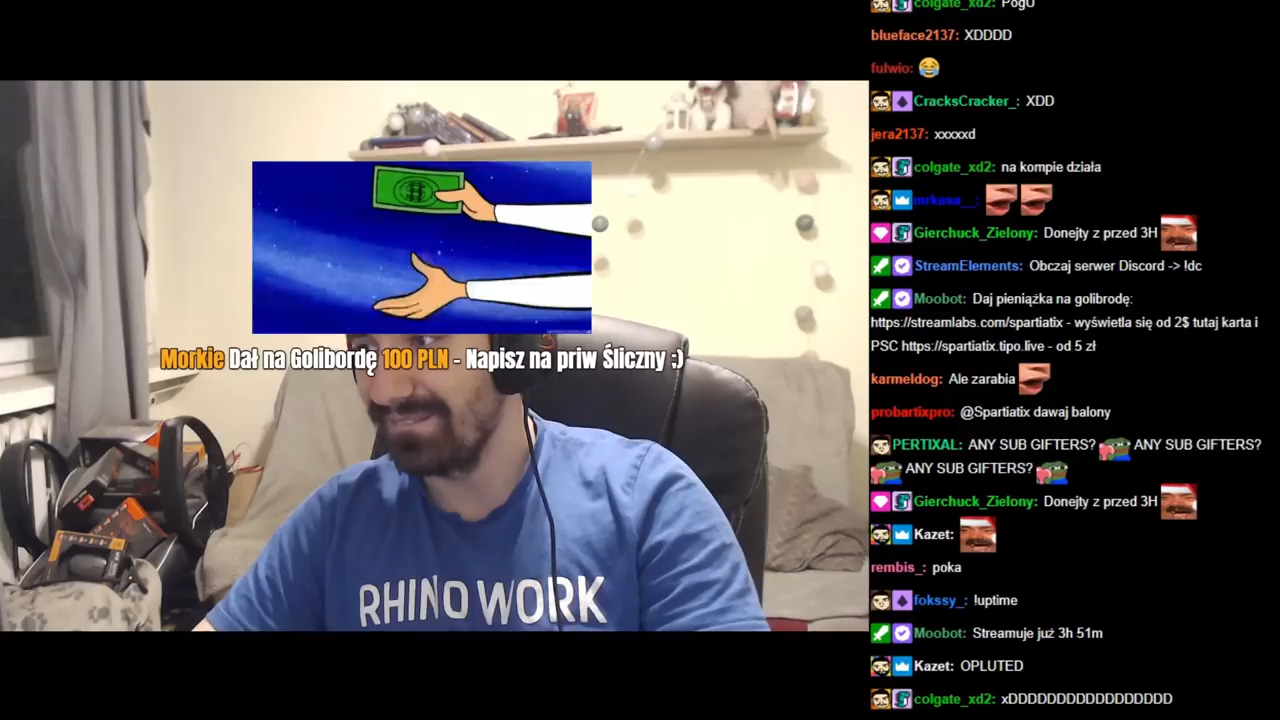 Morkie Dał na Golibordę 100 PLN - Napisz na priw Śliczny ;)
RHINO WORK
colgate_xd2: PogU
blueface2137: XDDDD
fulwio: 😂
CracksCracker_: XDD
jera2137: xxxxxd
colgate_xd2: na kompie działa
mrkasa__:
Gierchuck_Zielony: Donejty z przed 3H
StreamElements: Obczaj serwer Discord -> !dc
Moobot: Daj pieniążka na golibrodę:
https://streamlabs.com/spartiatix - wyświetla się od 2$ tutaj karta i
PSC https://spartiatix.tipo.live - od 5 zł
karmeldog: Ale zarabia
probartixpro: @Spartiatix dawaj balony
PERTIXAL: ANY SUB GIFTERS? ANY SUB GIFTERS?
ANY SUB GIFTERS?
Gierchuck_Zielony: Donejty z przed 3H
Kazet:
rembis_: poka
fokssy_: !uptime
Moobot: Streamuje już 3h 51m
Kazet: OPLUTED
colgate_xd2: xDDDDDDDDDDDDDDDDD